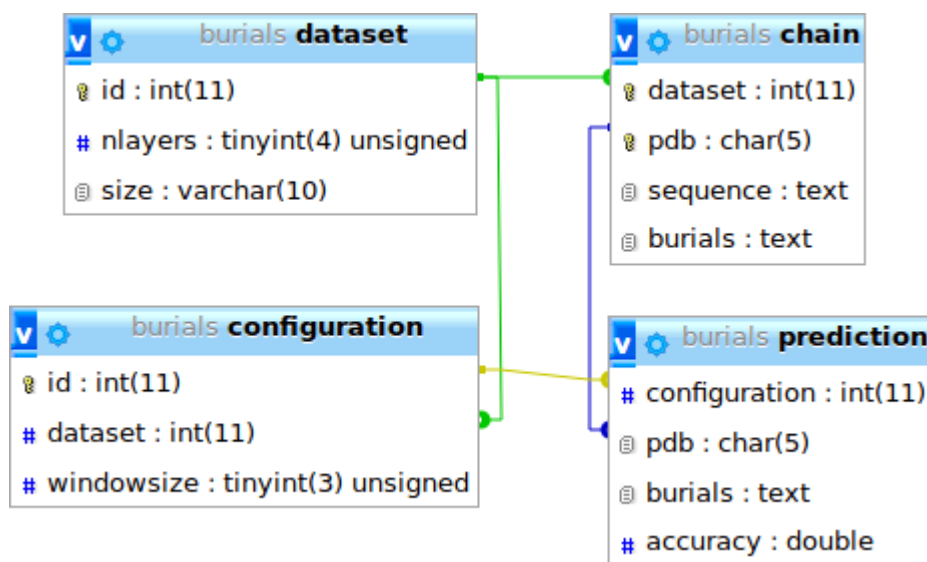 v burials dataset
id : int(11)
# nlayers : tinyint(4) unsigned
size : varchar(10)
v burials chain
dataset : int(11)
pdb : char(5)
sequence : text
burials : text
v burials configuration
id : int(11)
# dataset : int(11)
# windowsize : tinyint(3) unsigned
v burials prediction
# configuration : int(11)
pdb : char(5)
burials : text
# accuracy : double